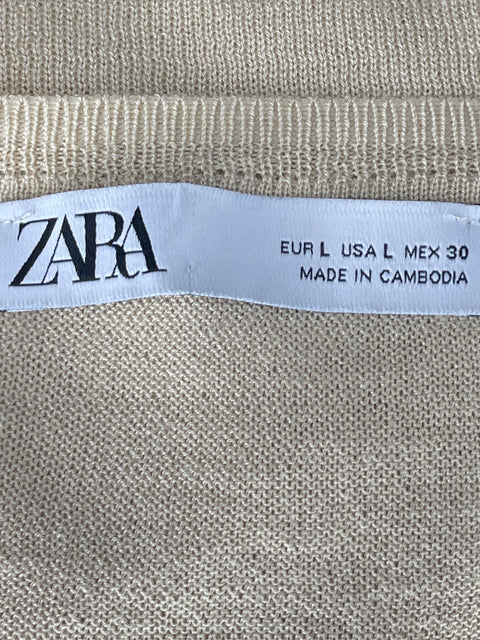 ZARA
EUR L USA L MEX 30
MADE IN CAMBODIA